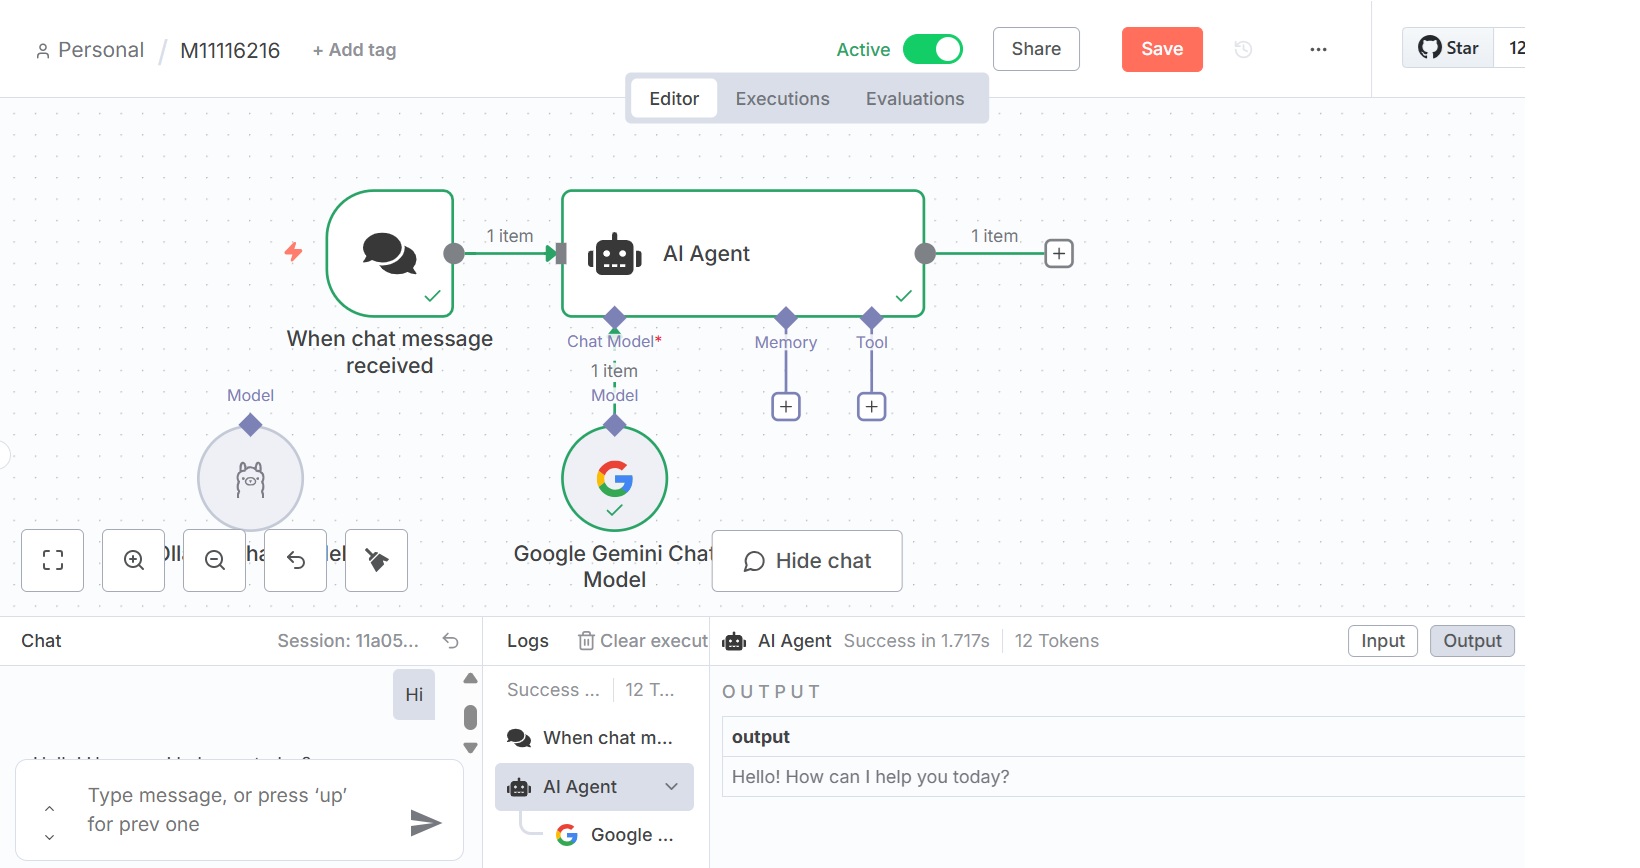 Personal / M11116216 + Add tag
Active Share Save ... Star 12
Editor Executions Evaluations
1 item
AI Agent
1 item
When chat message
received
Chat Model*
Memory
Tool
1 item
Model
Model
Google Gemini Chat
Model
Hide chat
Chat
Session: 11a05...
Logs
Clear execut
AI Agent Success in 1.717s 12 Tokens
Input Output
Hi
Success ... 12 T...
When chat m...
AI Agent
Google ...
OUTPUT
output
Hello! How can I help you today?
Type message, or press ‘up’
for prev one